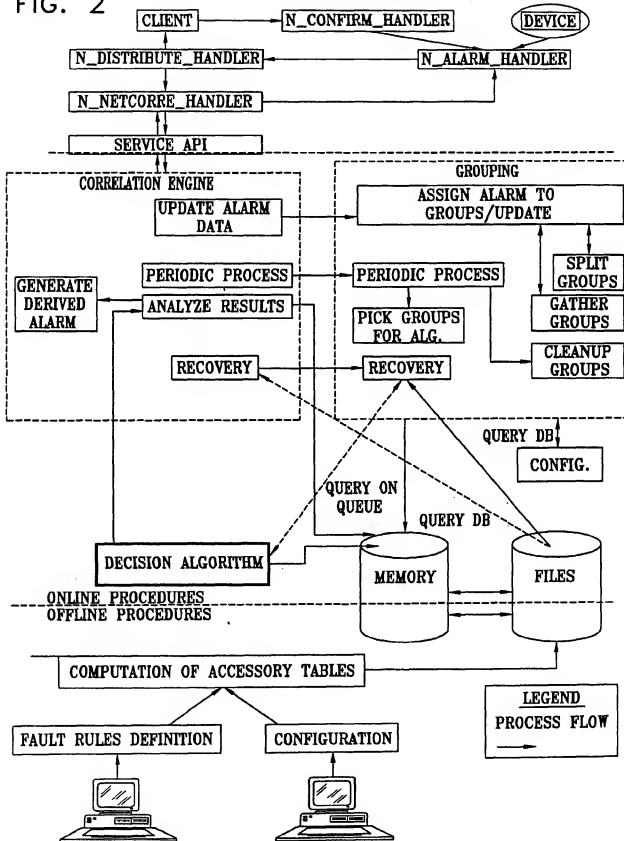 FIG. 2
CLIENT
N_CONFIRM_HANDLER
DEVICE
N_DISTRIBUTE_HANDLER
N_ALARM_HANDLER
N_NETCORRE_HANDLER
SERVICE API
CORRELATION ENGINE
GROUPING
UPDATE ALARM
DATA
ASSIGN ALARM TO
GROUPS/UPDATE
SPLIT
GROUPS
GATHER
GROUPS
PERIODIC PROCESS
PERIODIC PROCESS
GENERATE
DERIVED
ALARM
ANALYZE RESULTS
PICK GROUPS
FOR ALG.
CLEANUP
GROUPS
RECOVERY
RECOVERY
QUERY DB
CONFIG.
QUERY ON
QUEUE
QUERY DB
DECISION ALGORITHM
MEMORY
FILES
ONLINE PROCEDURES
OFFLINE PROCEDURES
COMPUTATION OF ACCESSORY TABLES
LEGEND
PROCESS FLOW
FAULT RULES DEFINITION
CONFIGURATION